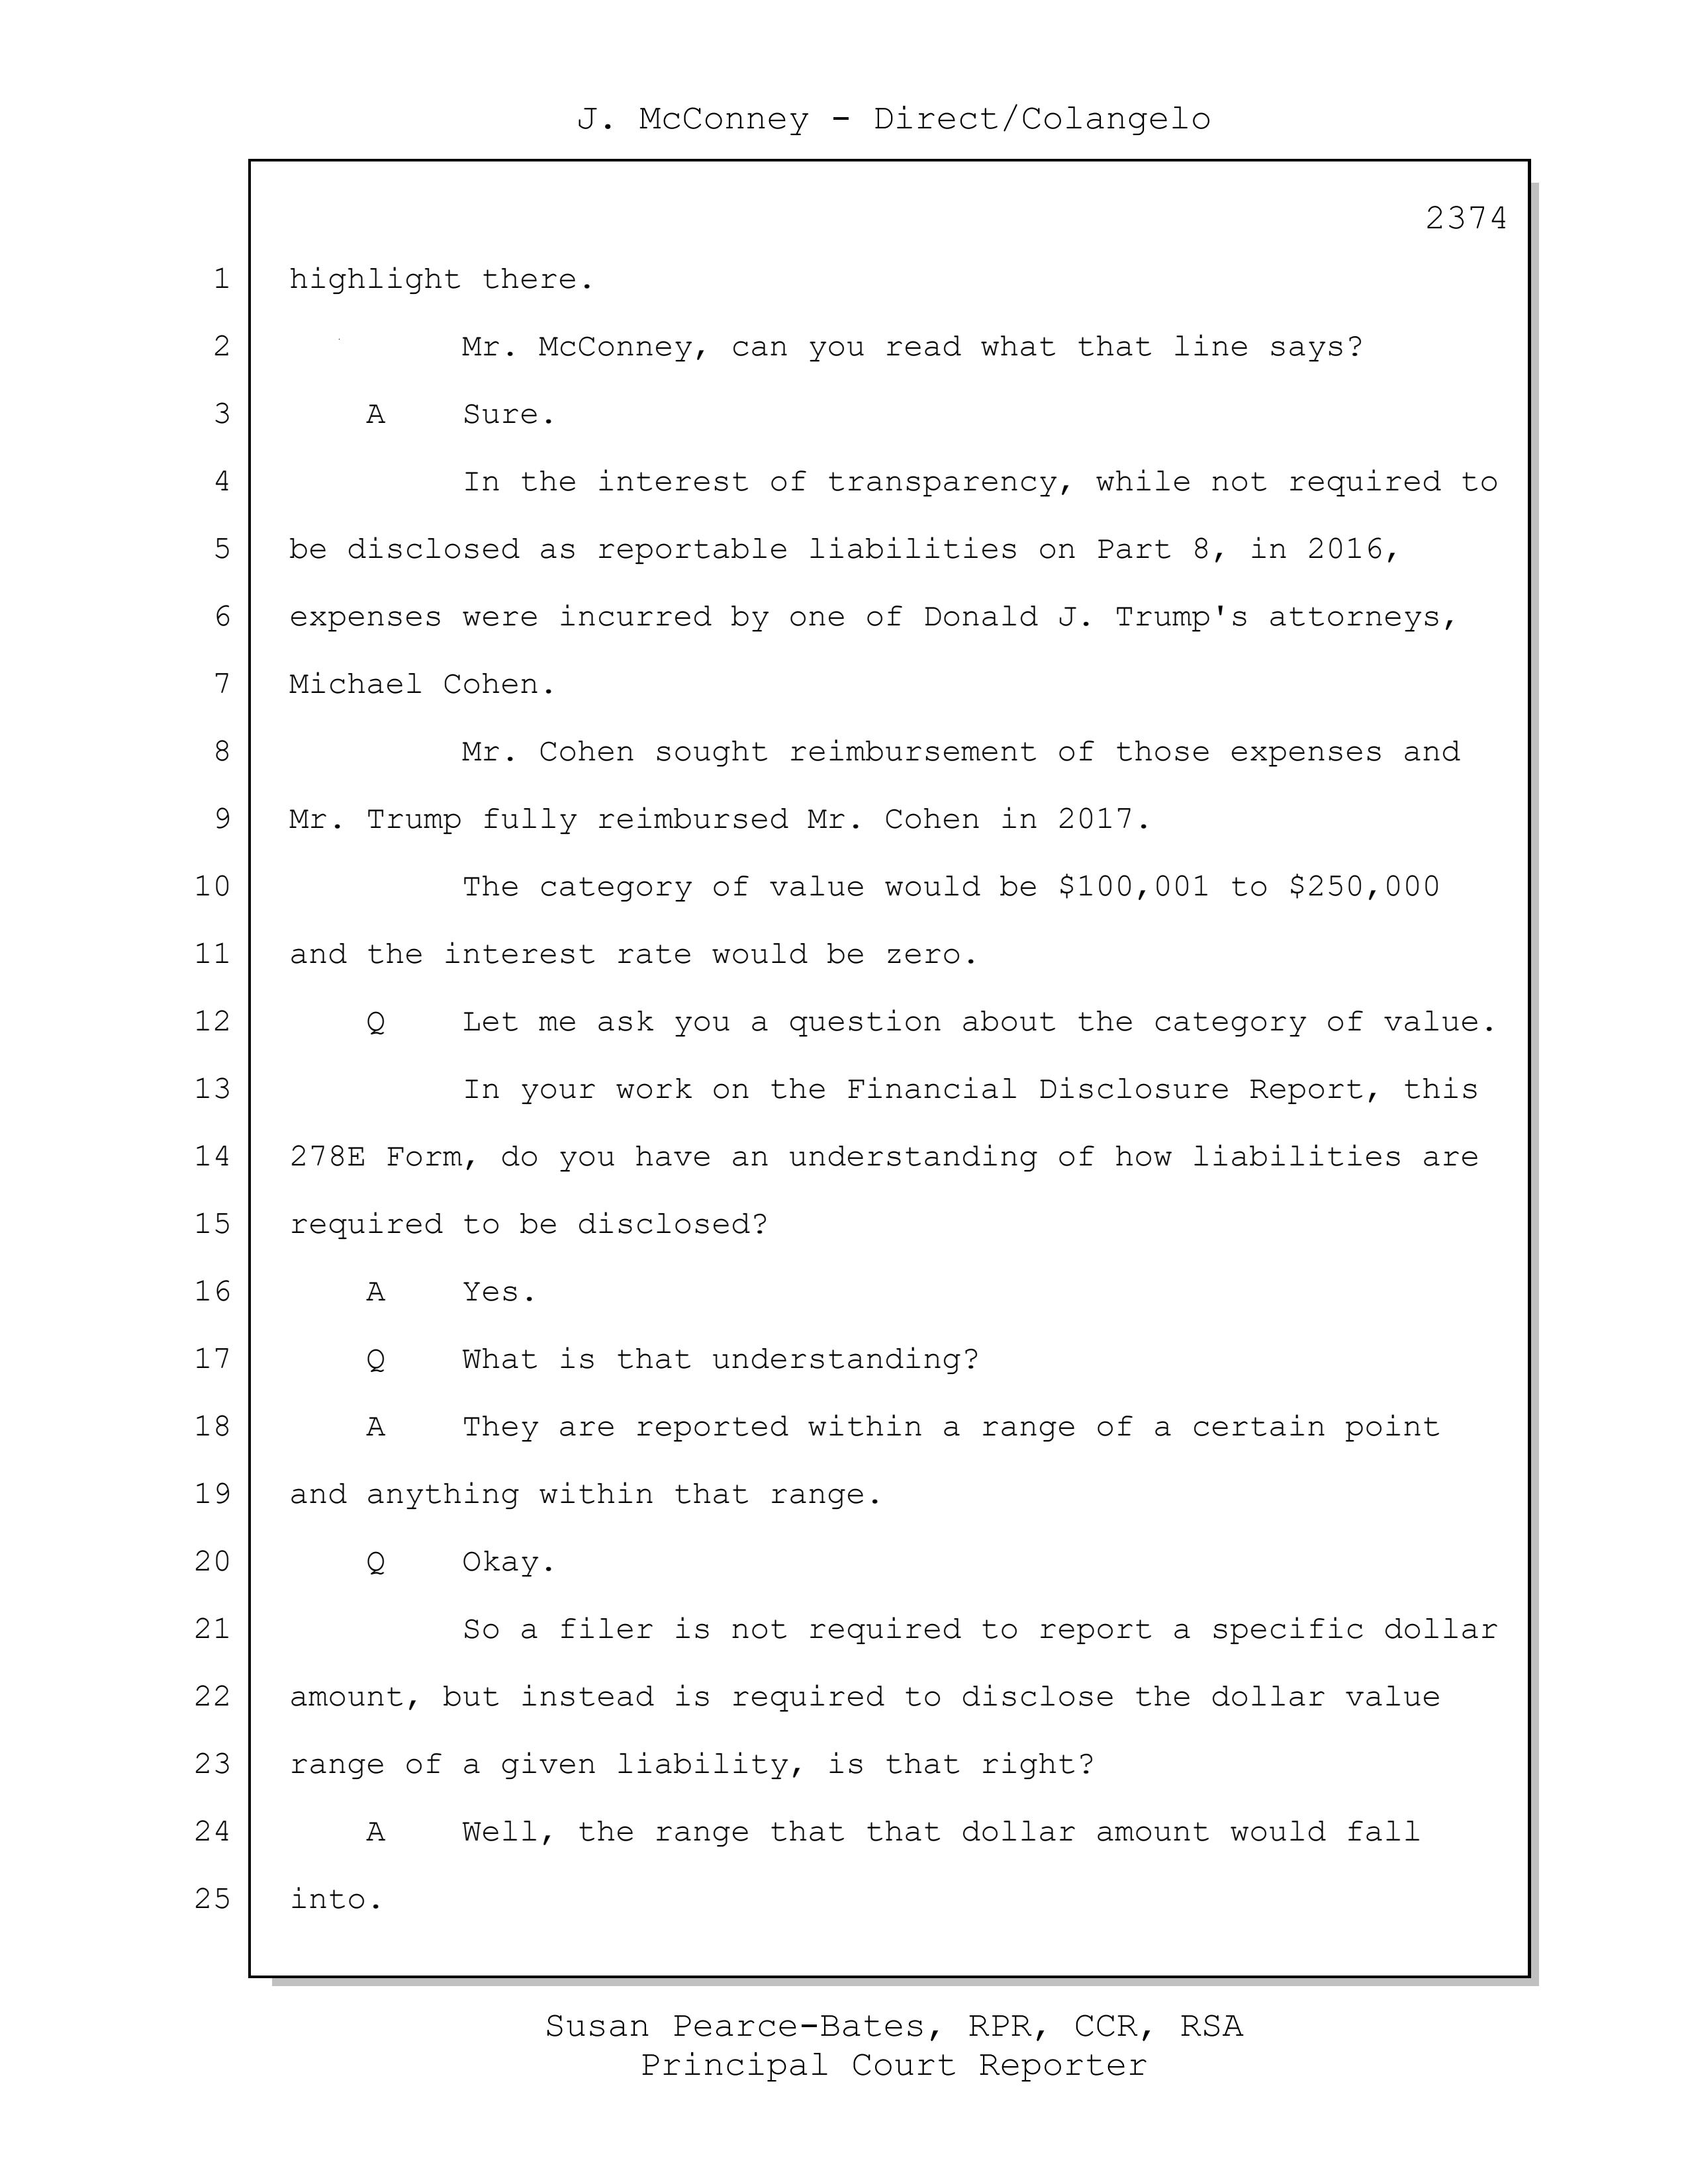 J. McConney - Direct/Colangelo
2374
1 highlight there.
2 Mr. McConney, can you read what that line says?
3 A Sure.
4 In the interest of transparency, while not required to
5 be disclosed as reportable liabilities on Part 8, in 2016,
6 expenses were incurred by one of Donald J. Trump's attorneys,
7 Michael Cohen.
8 Mr. Cohen sought reimbursement of those expenses and
9 Mr. Trump fully reimbursed Mr. Cohen in 2017.
10 The category of value would be $100,001 to $250,000
11 and the interest rate would be zero.
12 Q Let me ask you a question about the category of value.
13 In your work on the Financial Disclosure Report, this
14 278E Form, do you have an understanding of how liabilities are
15 required to be disclosed?
16 A Yes.
17 Q What is that understanding?
18 A They are reported within a range of a certain point
19 and anything within that range.
20 Q Okay.
21 So a filer is not required to report a specific dollar
22 amount, but instead is required to disclose the dollar value
23 range of a given liability, is that right?
24 A Well, the range that that dollar amount would fall
25 into.
Susan Pearce-Bates, RPR, CCR, RSA
Principal Court Reporter